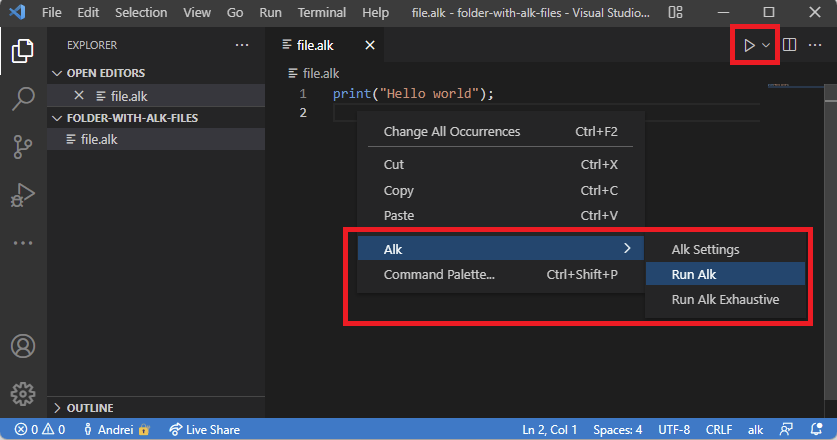 File Edit Selection View Go Run Terminal Help file.alk - folder-with-alk-files - Visual Studio...
EXPLORER
file.alk
OPEN EDITORS
file.alk
file.alk
FOLDER-WITH-ALK-FILES
file.alk
1 print("Hello world");
2
Change All Occurrences Ctrl+F2
Cut Ctrl+X
Copy Ctrl+C
Paste Ctrl+V
Alk
Command Palette... Ctrl+Shift+P
Alk Settings
Run Alk
Run Alk Exhaustive
OUTLINE
0 0 Andrei Live Share Ln 2, Col 1 Spaces: 4 UTF-8 CRLF alk